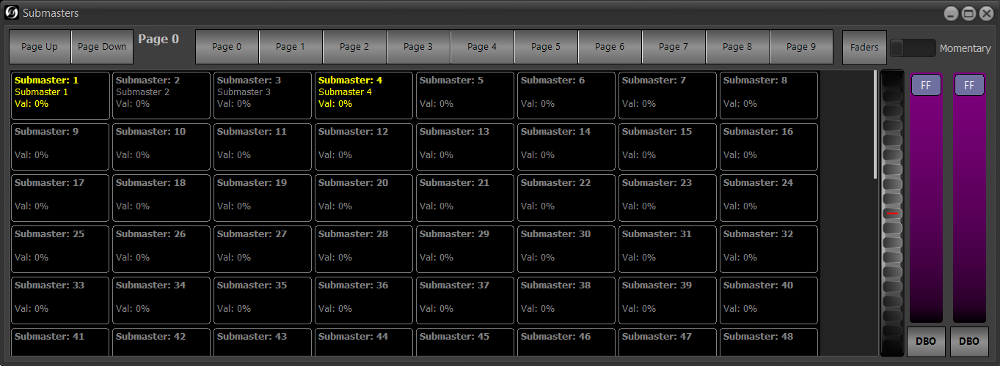 Submasters
Page Up Page Down Page 0 Page 0 Page 1 Page 2 Page 3 Page 4 Page 5 Page 6 Page 7 Page 8 Page 9 Faders Momentary
Submaster: 1 Submaster: 2 Submaster: 3 Submaster: 4 Submaster: 5 Submaster: 6 Submaster: 7 Submaster: 8
Submaster 1 Submaster 2 Submaster 3 Submaster 4
Val: 0% Val: 0% Val: 0% Val: 0% Val: 0% Val: 0% Val: 0% Val: 0%
FF FF
Submaster: 9 Submaster: 10 Submaster: 11 Submaster: 12 Submaster: 13 Submaster: 14 Submaster: 15 Submaster: 16
Val: 0% Val: 0% Val: 0% Val: 0% Val: 0% Val: 0% Val: 0% Val: 0%
Submaster: 17 Submaster: 18 Submaster: 19 Submaster: 20 Submaster: 21 Submaster: 22 Submaster: 23 Submaster: 24
Val: 0% Val: 0% Val: 0% Val: 0% Val: 0% Val: 0% Val: 0% Val: 0%
Submaster: 25 Submaster: 26 Submaster: 27 Submaster: 28 Submaster: 29 Submaster: 30 Submaster: 31 Submaster: 32
Val: 0% Val: 0% Val: 0% Val: 0% Val: 0% Val: 0% Val: 0% Val: 0%
Submaster: 33 Submaster: 34 Submaster: 35 Submaster: 36 Submaster: 37 Submaster: 38 Submaster: 39 Submaster: 40
Val: 0% Val: 0% Val: 0% Val: 0% Val: 0% Val: 0% Val: 0% Val: 0%
Submaster: 41 Submaster: 42 Submaster: 43 Submaster: 44 Submaster: 45 Submaster: 46 Submaster: 47 Submaster: 48
DBO DBO